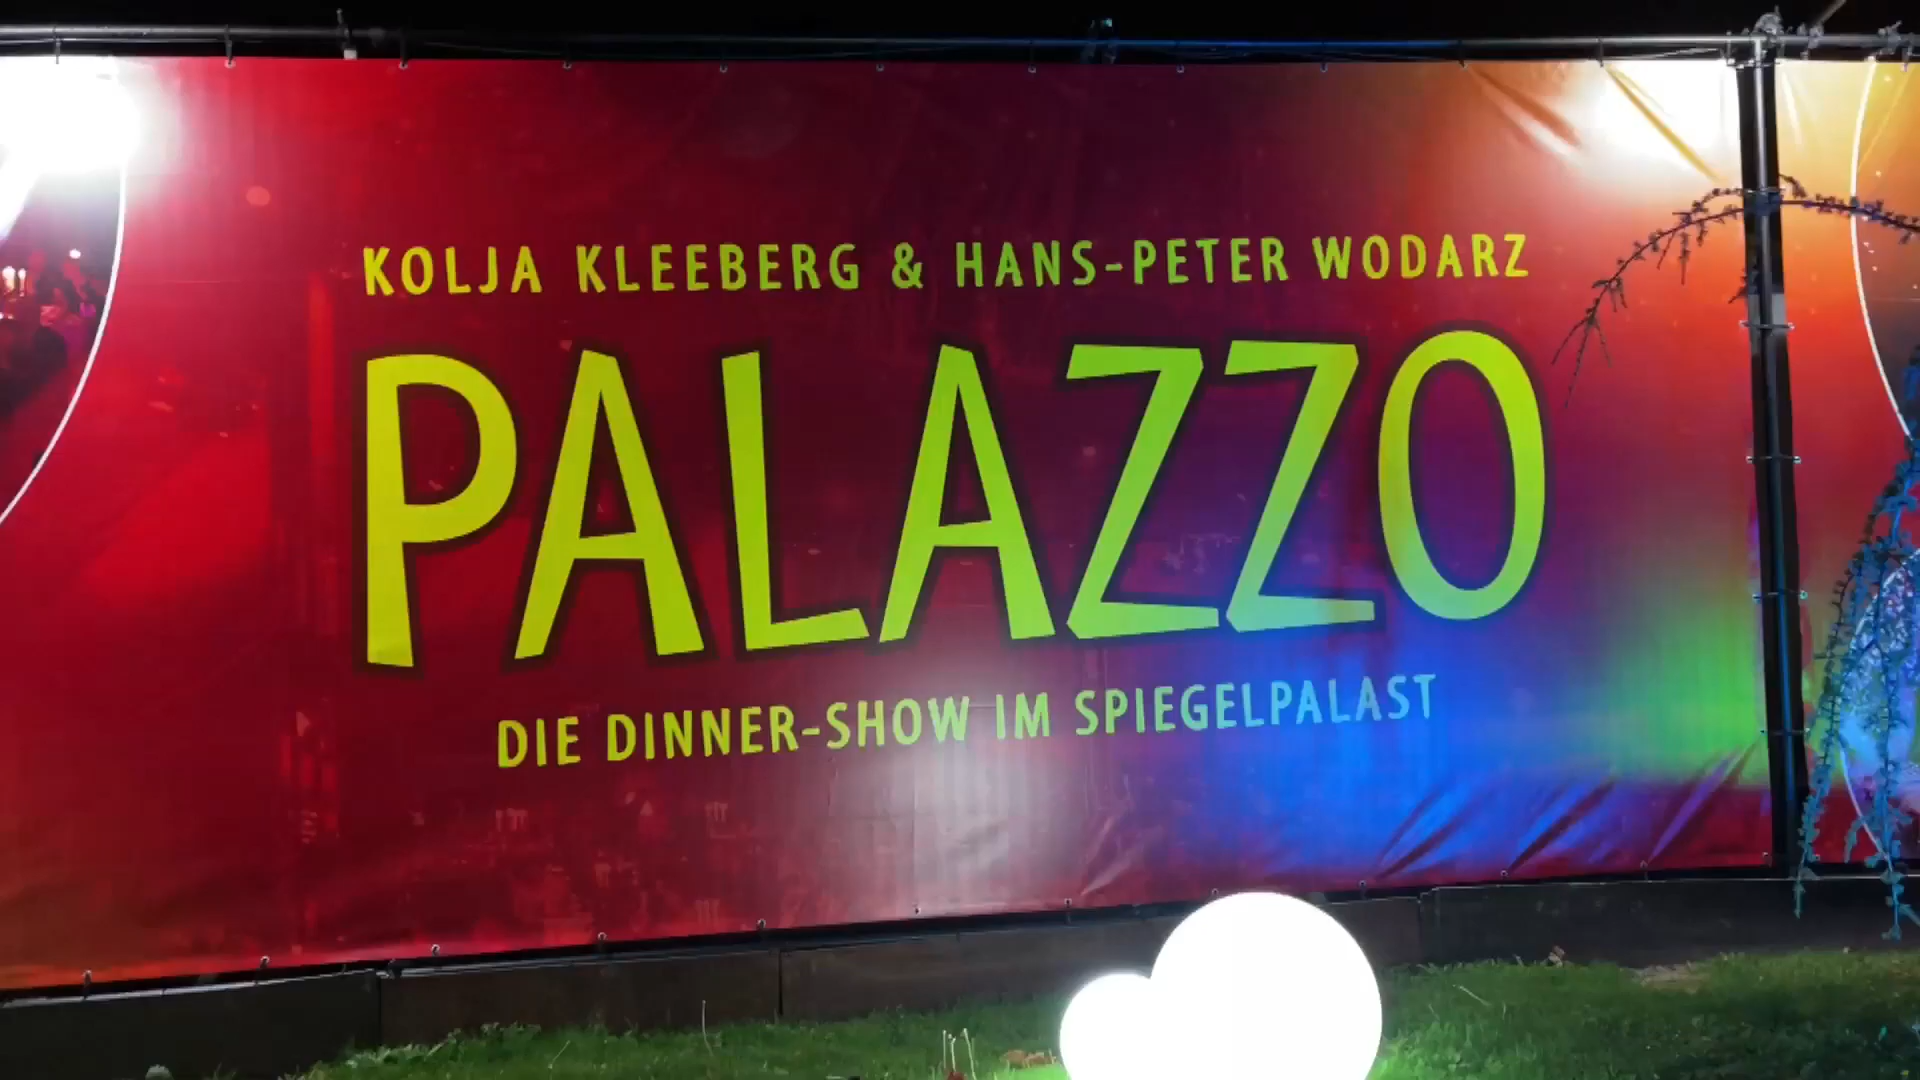 KOLJA KLEEBERG & HANS-PETER WODARZ
PALAZZO
DIE DINNER-SHOW IM SPIEGELPALAST